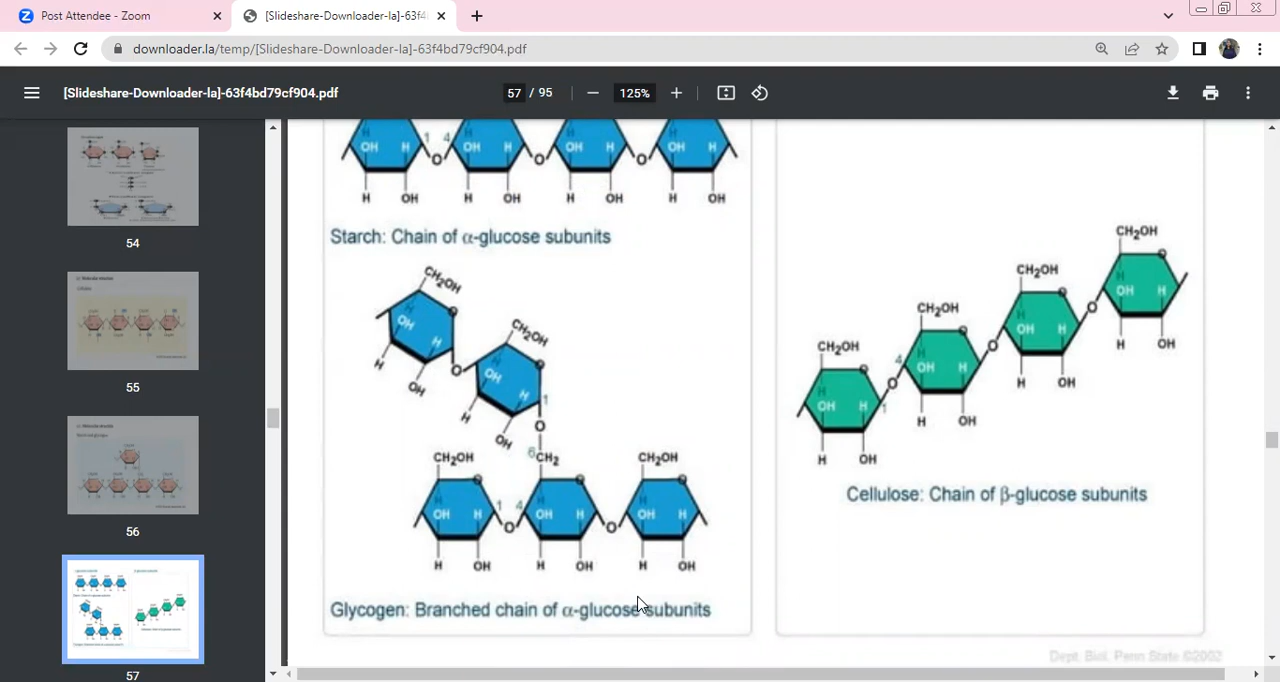 Post Attendee - Zoom
[Slideshare-Downloader-la]-63f4
downloader.la/temp/[Slideshare-Downloader-la]-63f4bd79cf904.pdf
[Slideshare-Downloader-la]-63f4bd79cf904.pdf
57 / 95
125%
54
55
56
57
OH H 1 4 OH H OH H OH H
O O O
H OH H OH H OH H OH
Starch: Chain of α-glucose subunits
CH₂OH
H
OH H
H OH
O
CH₂OH
H
OH H 1
H OH
O
6 CH₂
CH₂OH CH₂OH
H H H
OH H 1 4 OH H OH H
O O
H OH H OH H OH
Glycogen: Branched chain of α-glucose subunits
CH₂OH
H
OH H
O
H OH
CH₂OH
H
OH H
O
H OH
CH₂OH
4 H
OH H
O
H OH
CH₂OH
H
OH H 1
H OH
Cellulose: Chain of β-glucose subunits
Dept. Biol. Penn State ©2002